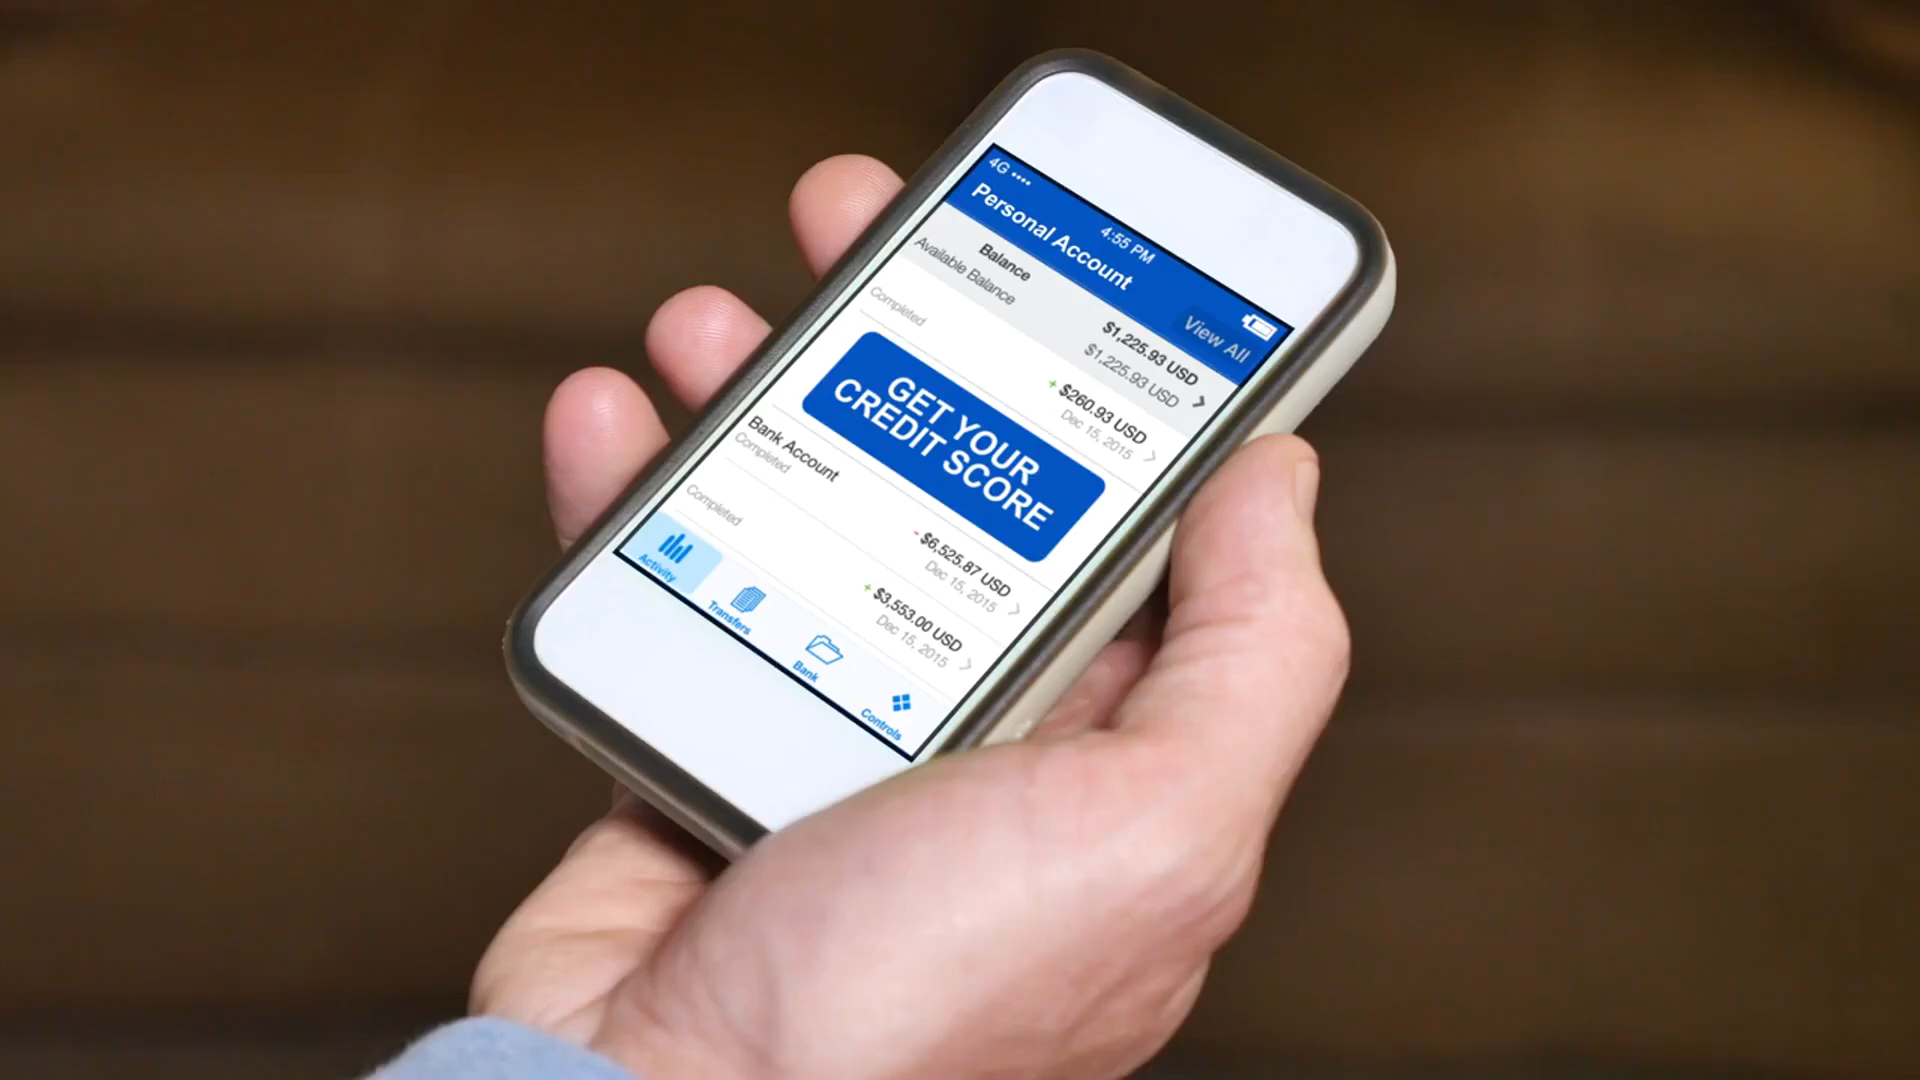 4G
4:55 PM
Personal Account
View All
Balance
$1,225.93 USD
Available Balance
$1,225.93 USD
+ $260.93 USD
Completed
Dec 15, 2015
GET YOUR
CREDIT SCORE
Bank Account
- $6,525.87 USD
Completed
Dec 15, 2015
+ $3,553.00 USD
Completed
Dec 15, 2015
Activity
Transfers
Bank
Controls